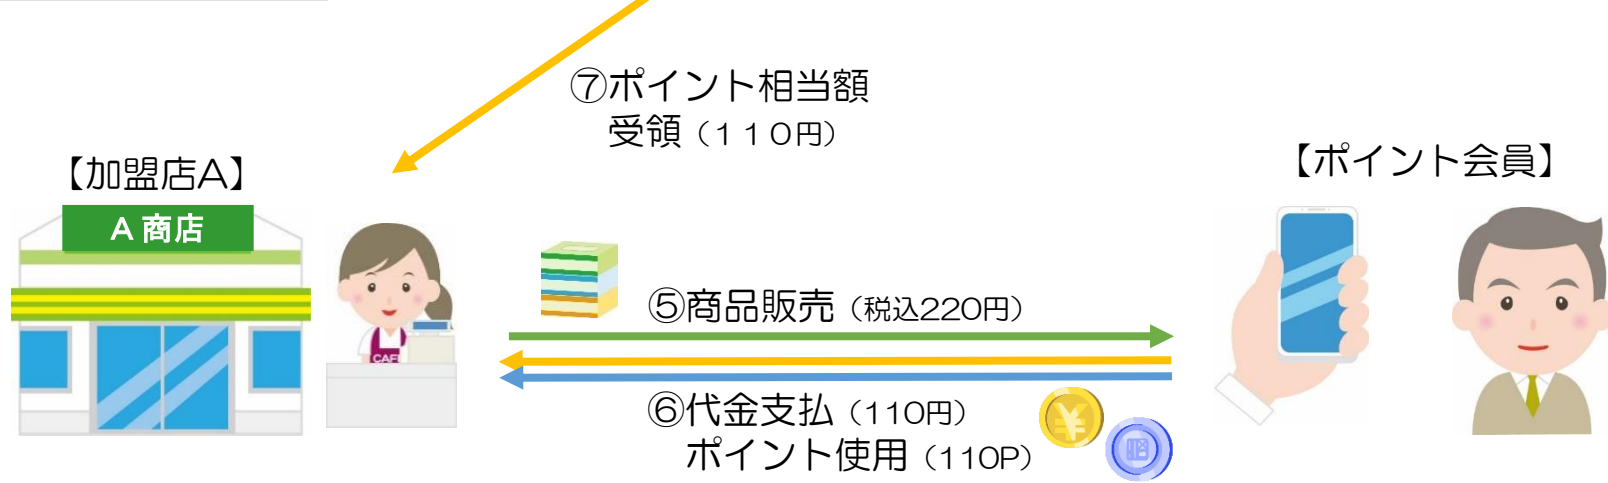 ⑦ポイント相当額
受領（１１０円）
【加盟店A】
【ポイント会員】
A 商店
CAFE
⑤商品販売（税込220円）
⑥代金支払（110円）
ポイント使用（110P）
¥